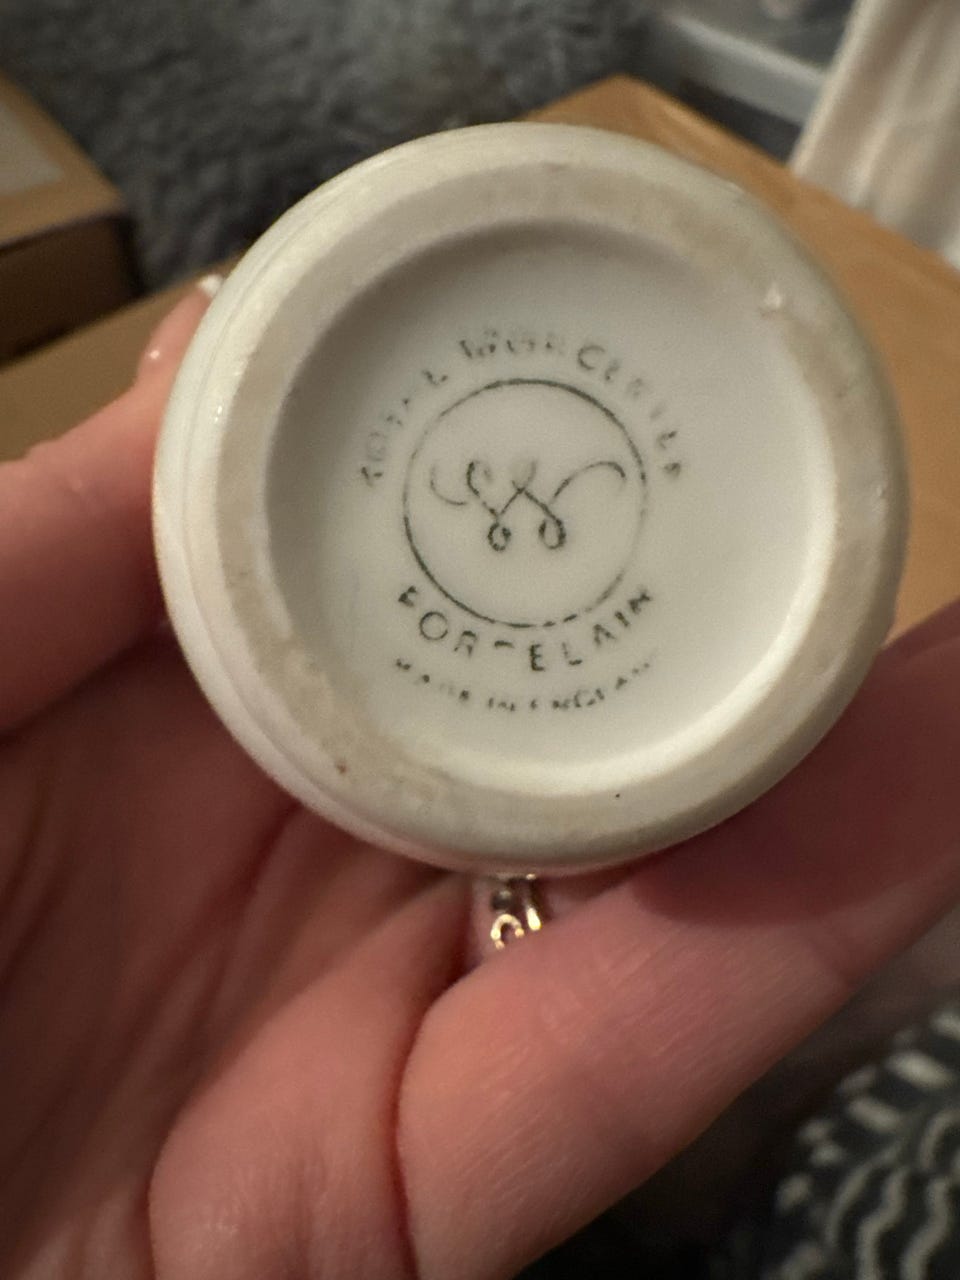 ROYAL WORCESTER
W
PORCELAIN
MADE IN ENGLAND